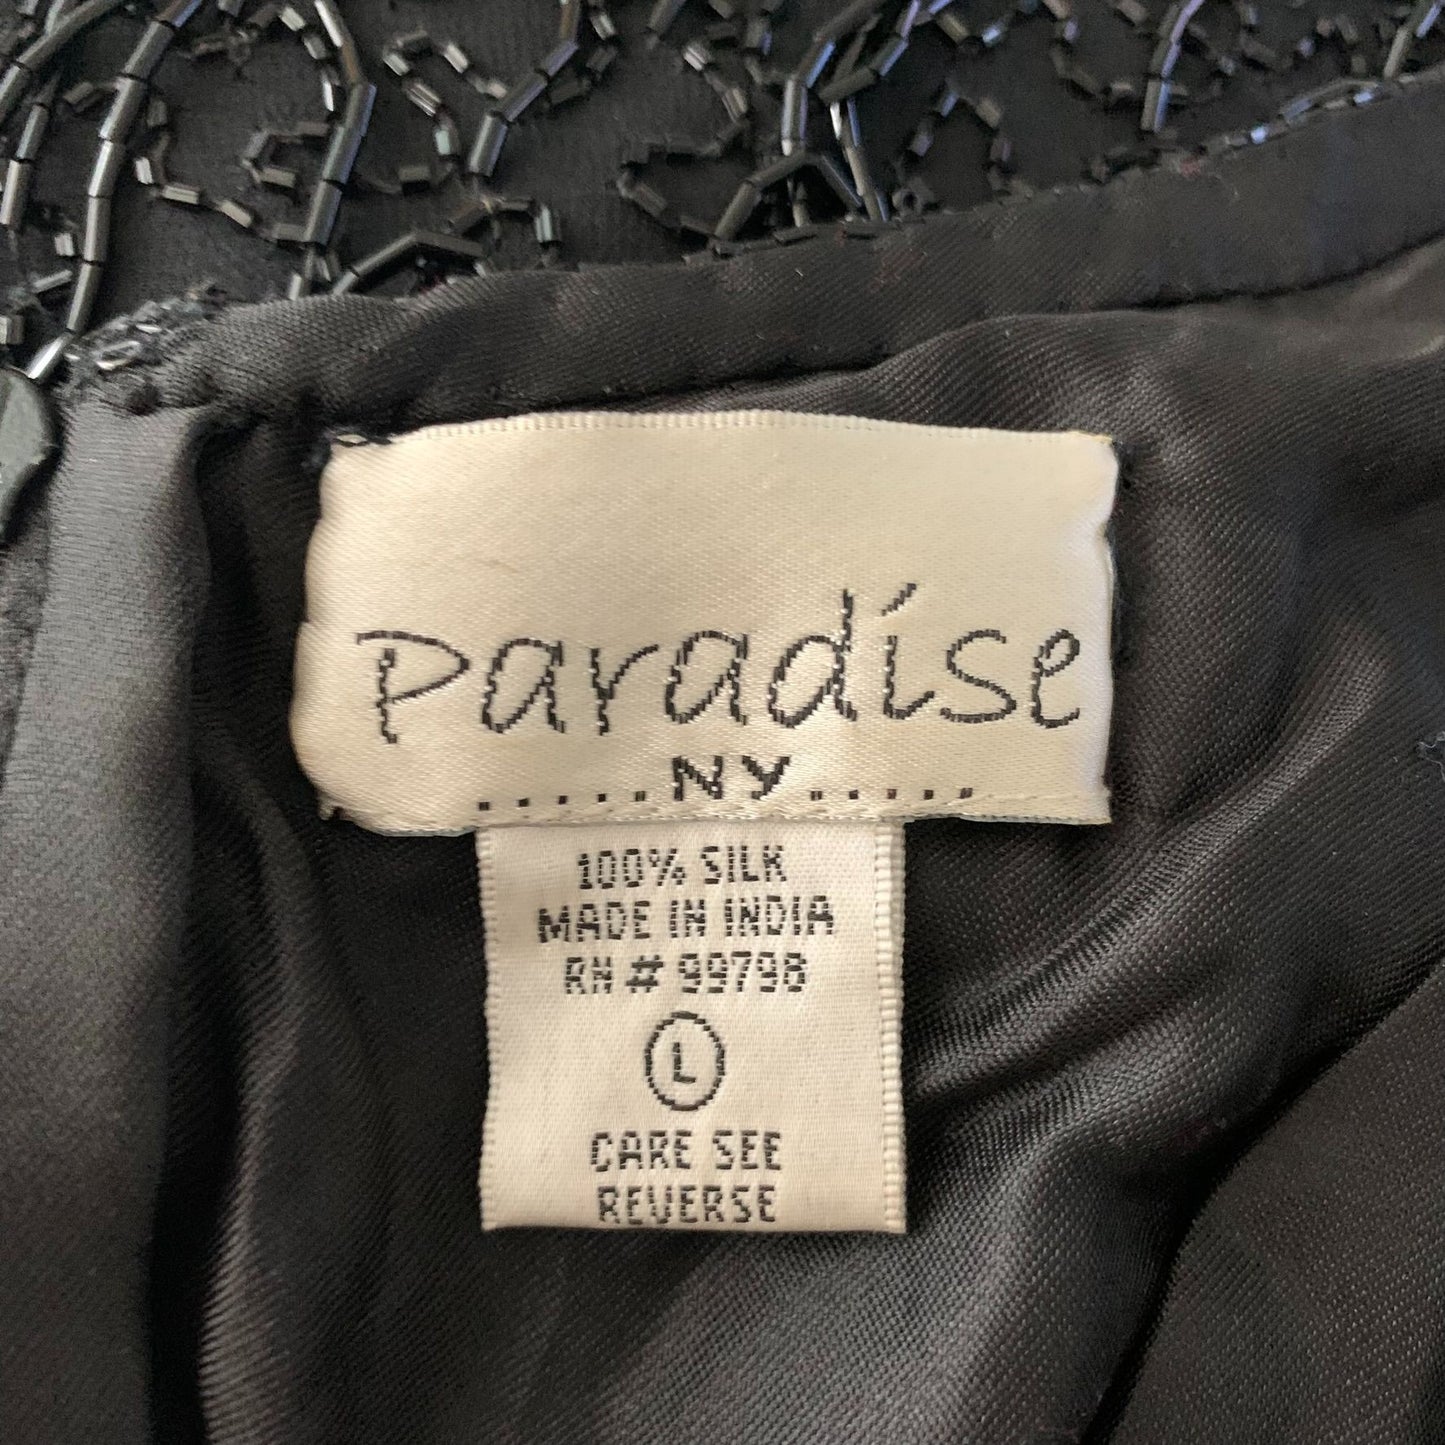 Paradise
.....NY.....
100% SILK
MADE IN INDIA
RN # 99798
L
CARE SEE
REVERSE